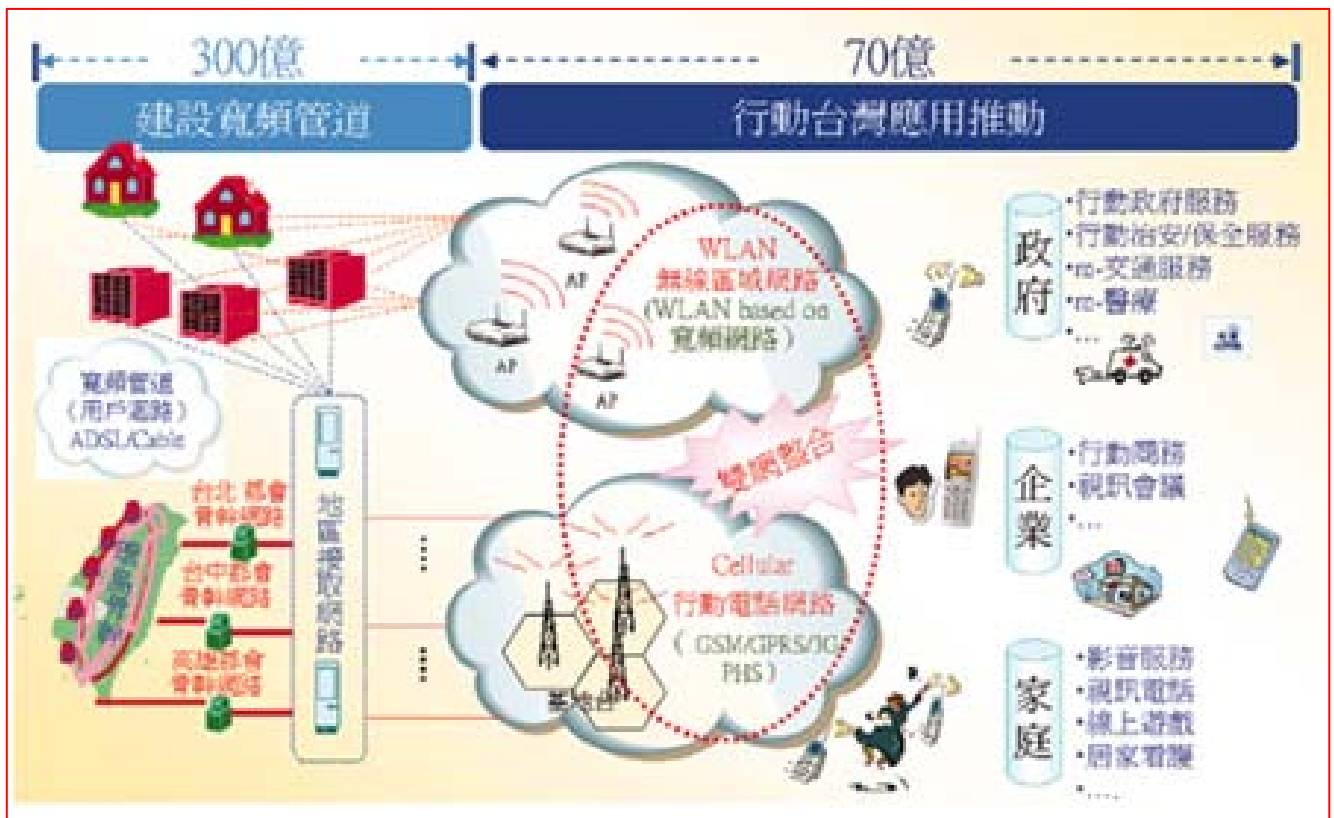 300億
70億
建設寬頻管道
行動台灣應用推動
AP
AP
AP
WLAN
無線區域網路
(WLAN based on
寬頻網路)
寬頻管道
(用戶迴路)
ADSL/Cable
台北 都會
骨幹網路
台中都會
骨幹網路
高雄都會
骨幹網路
地區接取網路
雙網整合
Cellular
行動電話網路
( GSM/GPRS/3G
PHS)
基地台
政府
•行動政府服務
•行動治安/保全服務
•m-交通服務
•m-醫療
•...
企業
•行動商務
•視訊會議
•...
家庭
•影音服務
•視訊電話
•線上遊戲
•居家看護
•....